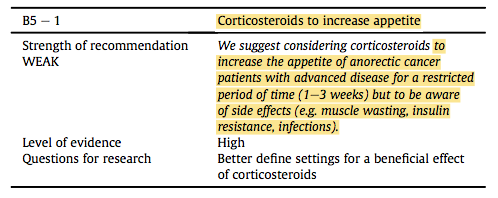 B5 − 1 Corticosteroids to increase appetite
Strength of recommendation We suggest considering corticosteroids to
WEAK increase the appetite of anorectic cancer
patients with advanced disease for a restricted
period of time (1−3 weeks) but to be aware
of side effects (e.g. muscle wasting, insulin
resistance, infections).
Level of evidence High
Questions for research Better define settings for a beneficial effect
of corticosteroids